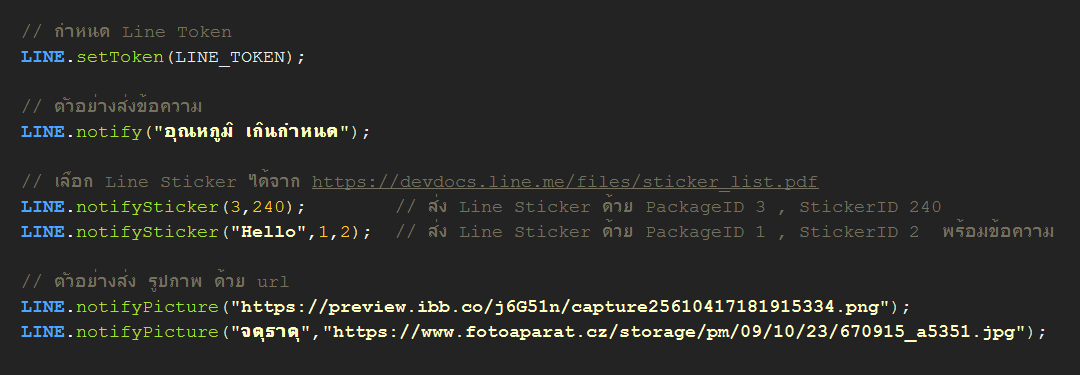 // กำหนด Line Token
LINE.setToken(LINE_TOKEN);
// ตัวอย่างส่งข้อความ
LINE.notify("อุณหภูมิ เกินกำหนด");
// เลือก Line Sticker ได้จาก https://devdocs.line.me/files/sticker_list.pdf
LINE.notifySticker(3,240); // ส่ง Line Sticker ด้วย PackageID 3 , StickerID 240
LINE.notifySticker("Hello",1,2); // ส่ง Line Sticker ด้วย PackageID 1 , StickerID 2 พร้อมข้อความ
// ตัวอย่างส่ง รูปภาพ ด้วย url
LINE.notifyPicture("https://preview.ibb.co/j6G51n/capture25610417181915334.png");
LINE.notifyPicture("จตุธาตุ","https://www.fotoaparat.cz/storage/pm/09/10/23/670915_a5351.jpg");